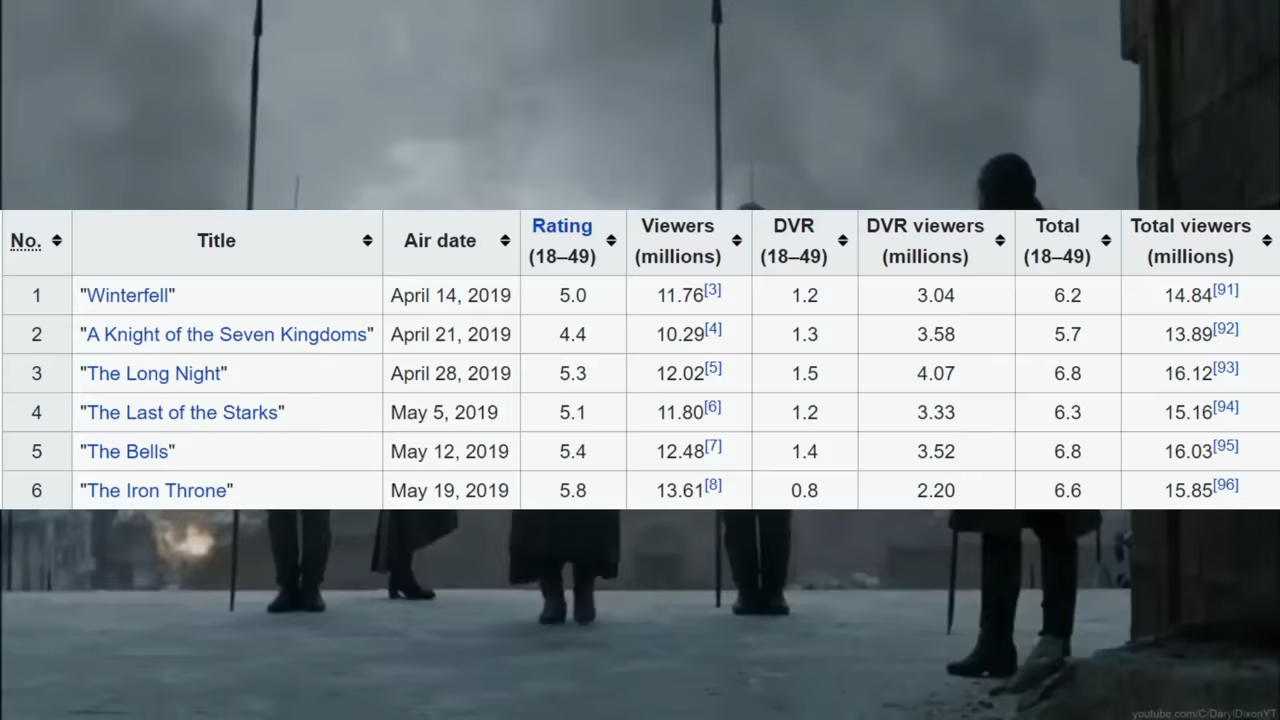 No. Title Air date Rating (18–49) Viewers (millions) DVR (18–49) DVR viewers (millions) Total (18–49) Total viewers (millions)
1 "Winterfell" April 14, 2019 5.0 11.76[3] 1.2 3.04 6.2 14.84[91]
2 "A Knight of the Seven Kingdoms" April 21, 2019 4.4 10.29[4] 1.3 3.58 5.7 13.89[92]
3 "The Long Night" April 28, 2019 5.3 12.02[5] 1.5 4.07 6.8 16.12[93]
4 "The Last of the Starks" May 5, 2019 5.1 11.80[6] 1.2 3.33 6.3 15.16[94]
5 "The Bells" May 12, 2019 5.4 12.48[7] 1.4 3.52 6.8 16.03[95]
6 "The Iron Throne" May 19, 2019 5.8 13.61[8] 0.8 2.20 6.6 15.85[96]
youtube.com/C/DarylDixonYT